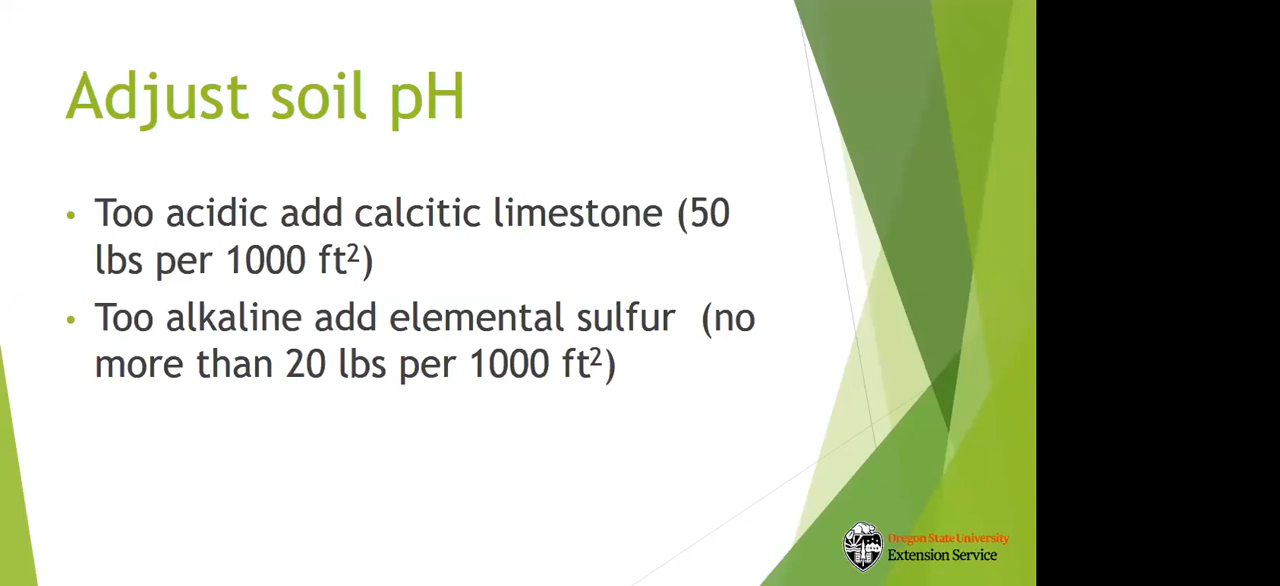 Adjust soil pH
• Too acidic add calcitic limestone (50
lbs per 1000 ft²)
• Too alkaline add elemental sulfur (no
more than 20 lbs per 1000 ft²)
Oregon State University
Extension Service